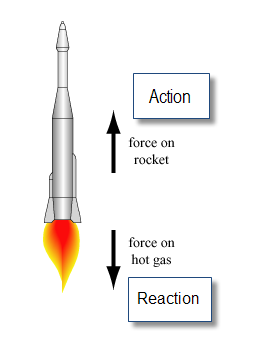 Action
force on
rocket
force on
hot gas
Reaction